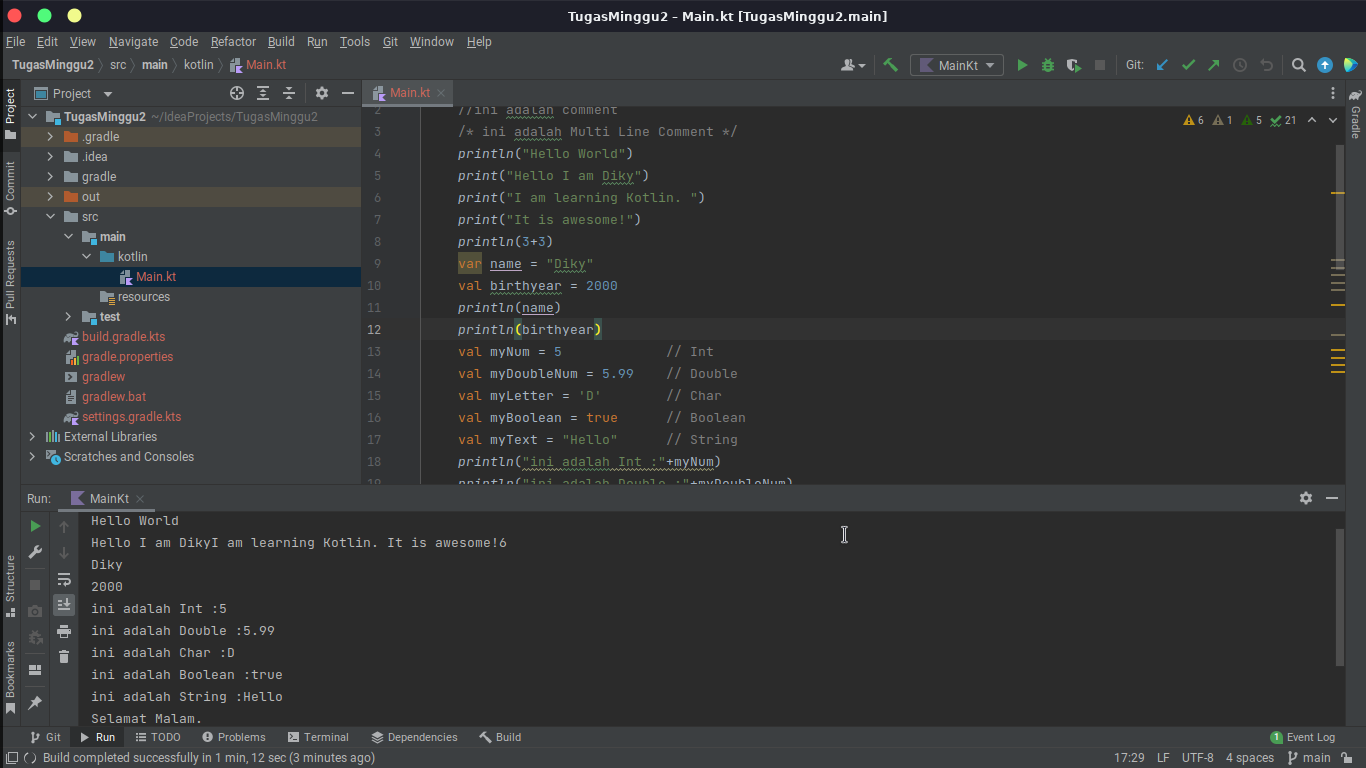 TugasMinggu2 – Main.kt [TugasMinggu2.main]
File Edit View Navigate Code Refactor Build Run Tools Git Window Help
TugasMinggu2 src main kotlin Main.kt
MainKt
Git:
Project
Main.kt
TugasMinggu2 ~/IdeaProjects/TugasMinggu2
.gradle
.idea
gradle
out
src
main
kotlin
Main.kt
resources
test
build.gradle.kts
gradle.properties
gradlew
gradlew.bat
settings.gradle.kts
External Libraries
Scratches and Consoles
Project
Commit
Pull Requests
Structure
Bookmarks
Gradle
6 1 5 21
2 //ini adalah comment
3 /* ini adalah Multi Line Comment */
4 println("Hello World")
5 print("Hello I am Diky")
6 print("I am learning Kotlin. ")
7 print("It is awesome!")
8 println(3+3)
9 var name = "Diky"
10 val birthyear = 2000
11 println(name)
12 println(birthyear)
13 val myNum = 5 // Int
14 val myDoubleNum = 5.99 // Double
15 val myLetter = 'D' // Char
16 val myBoolean = true // Boolean
17 val myText = "Hello" // String
18 println("ini adalah Int :"+myNum)
19 println("ini adalah Double :"+myDoubleNum)
Run: MainKt
Hello World
Hello I am DikyI am learning Kotlin. It is awesome!6
Diky
2000
ini adalah Int :5
ini adalah Double :5.99
ini adalah Char :D
ini adalah Boolean :true
ini adalah String :Hello
Selamat Malam.
Git Run TODO Problems Terminal Dependencies Build
1 Event Log
Build completed successfully in 1 min, 12 sec (3 minutes ago)
17:29 LF UTF-8 4 spaces main